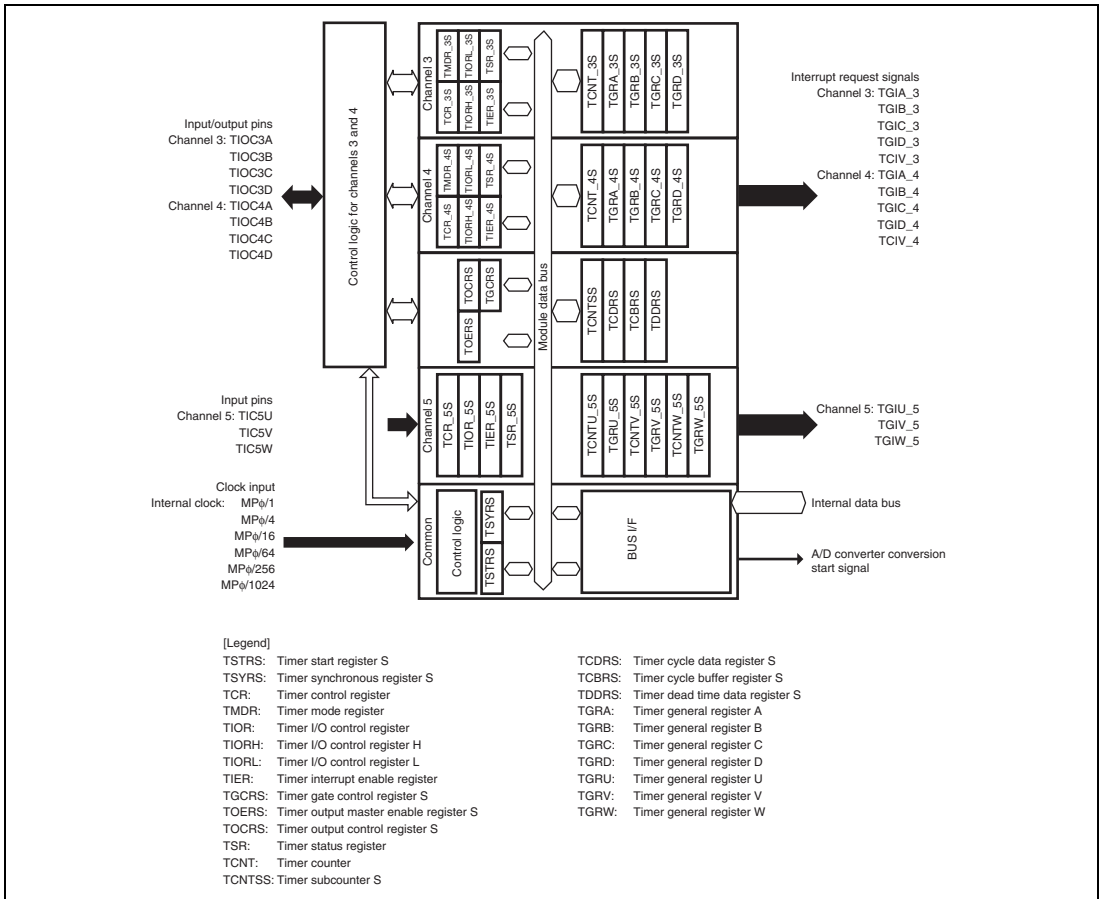 Input/output pins
Channel 3: TIOC3A
TIOC3B
TIOC3C
TIOC3D
Channel 4: TIOC4A
TIOC4B
TIOC4C
TIOC4D
Input pins
Channel 5: TIC5U
TIC5V
TIC5W
Clock input
Internal clock: MPφ/1
MPφ/4
MPφ/16
MPφ/64
MPφ/256
MPφ/1024
Control logic for channels 3 and 4
Channel 3
TCR_3S
TMDR_3S
TIORH_3S
TIORL_3S
TIER_3S
TSR_3S
TCNT_3S
TGRA_3S
TGRB_3S
TGRC_3S
TGRD_3S
Channel 4
TCR_4S
TMDR_4S
TIORH_4S
TIORL_4S
TIER_4S
TSR_4S
TCNT_4S
TGRA_4S
TGRB_4S
TGRC_4S
TGRD_4S
TOERS
TOCRS
TGCRS
Module data bus
TCNTSS
TCDRS
TCBRS
TDDRS
Channel 5
TCR_5S
TIOR_5S
TIER_5S
TSR_5S
TCNTU_5S
TGRU_5S
TCNTV_5S
TGRV_5S
TCNTW_5S
TGRW_5S
Common
Control logic
TSTRS
TSYRS
BUS I/F
Interrupt request signals
Channel 3: TGIA_3
TGIB_3
TGIC_3
TGID_3
TCIV_3
Channel 4: TGIA_4
TGIB_4
TGIC_4
TGID_4
TCIV_4
Channel 5: TGIU_5
TGIV_5
TGIW_5
Internal data bus
A/D converter conversion
start signal
[Legend]
TSTRS: Timer start register S
TSYRS: Timer synchronous register S
TCR: Timer control register
TMDR: Timer mode register
TIOR: Timer I/O control register
TIORH: Timer I/O control register H
TIORL: Timer I/O control register L
TIER: Timer interrupt enable register
TGCRS: Timer gate control register S
TOERS: Timer output master enable register S
TOCRS: Timer output control register S
TSR: Timer status register
TCNT: Timer counter
TCNTSS: Timer subcounter S
TCDRS: Timer cycle data register S
TCBRS: Timer cycle buffer register S
TDDRS: Timer dead time data register S
TGRA: Timer general register A
TGRB: Timer general register B
TGRC: Timer general register C
TGRD: Timer general register D
TGRU: Timer general register U
TGRV: Timer general register V
TGRW: Timer general register W